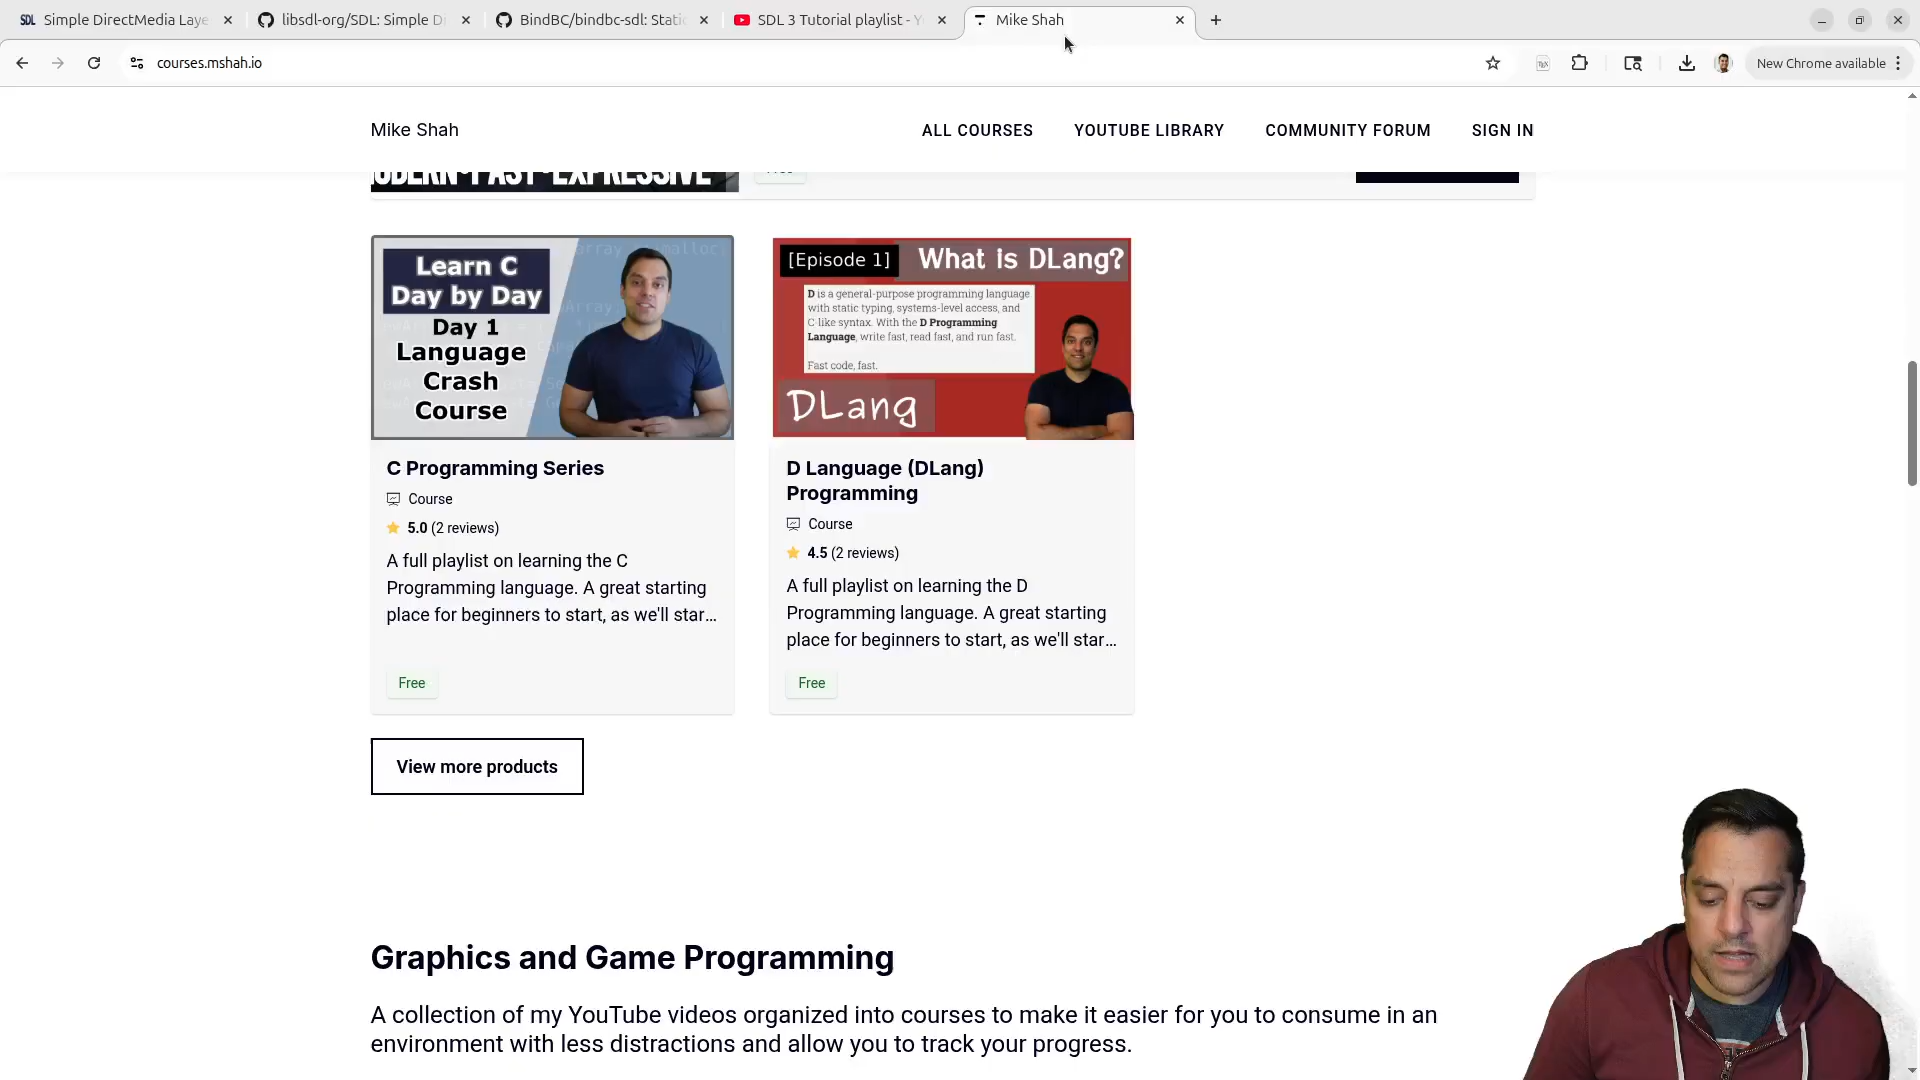 Simple DirectMedia Laye
libsdl-org/SDL: Simple D
BindBC/bindbc-sdl: Stati
SDL 3 Tutorial playlist - Y
Mike Shah
courses.mshah.io
New Chrome available
Mike Shah
ALL COURSES
YOUTUBE LIBRARY
COMMUNITY FORUM
SIGN IN
Learn C
Day by Day
Day 1
Language
Crash
Course
[Episode 1]
What is DLang?
D is a general-purpose programming language
with static typing, systems-level access, and
C-like syntax. With the D Programming
Language, write fast, read fast, and run fast.
Fast code, fast.
DLang
C Programming Series
Course
5.0 (2 reviews)
A full playlist on learning the C
Programming language. A great starting
place for beginners to start, as we'll star...
Free
D Language (DLang)
Programming
Course
4.5 (2 reviews)
A full playlist on learning the D
Programming language. A great starting
place for beginners to start, as we'll star...
Free
View more products
Graphics and Game Programming
A collection of my YouTube videos organized into courses to make it easier for you to consume in an
environment with less distractions and allow you to track your progress.